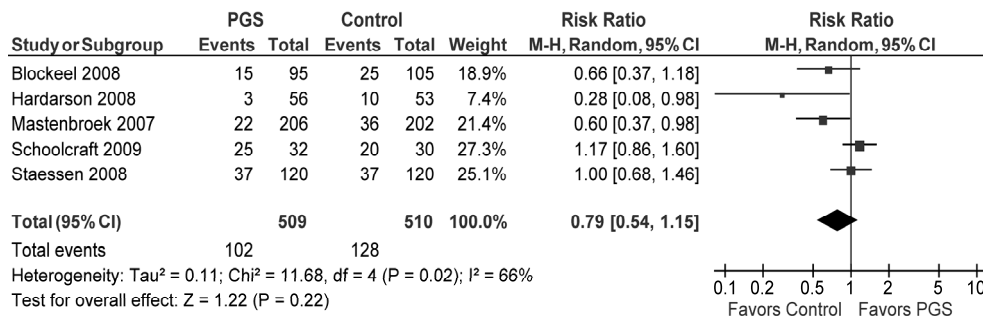 PGS Control Risk Ratio Risk Ratio
Study or Subgroup Events Total Events Total Weight M-H, Random, 95% CI M-H, Random, 95% CI
Blockeel 2008 15 95 25 105 18.9% 0.66 [0.37, 1.18]
Hardarson 2008 3 56 10 53 7.4% 0.28 [0.08, 0.98]
Mastenbroek 2007 22 206 36 202 21.4% 0.60 [0.37, 0.98]
Schoolcraft 2009 25 32 20 30 27.3% 1.17 [0.86, 1.60]
Staessen 2008 37 120 37 120 25.1% 1.00 [0.68, 1.46]
Total (95% CI) 509 510 100.0% 0.79 [0.54, 1.15]
Total events 102 128
Heterogeneity: Tau² = 0.11; Chi² = 11.68, df = 4 (P = 0.02); I² = 66%
Test for overall effect: Z = 1.22 (P = 0.22)
0.1 0.2 0.5 1 2 5 10
Favors Control Favors PGS